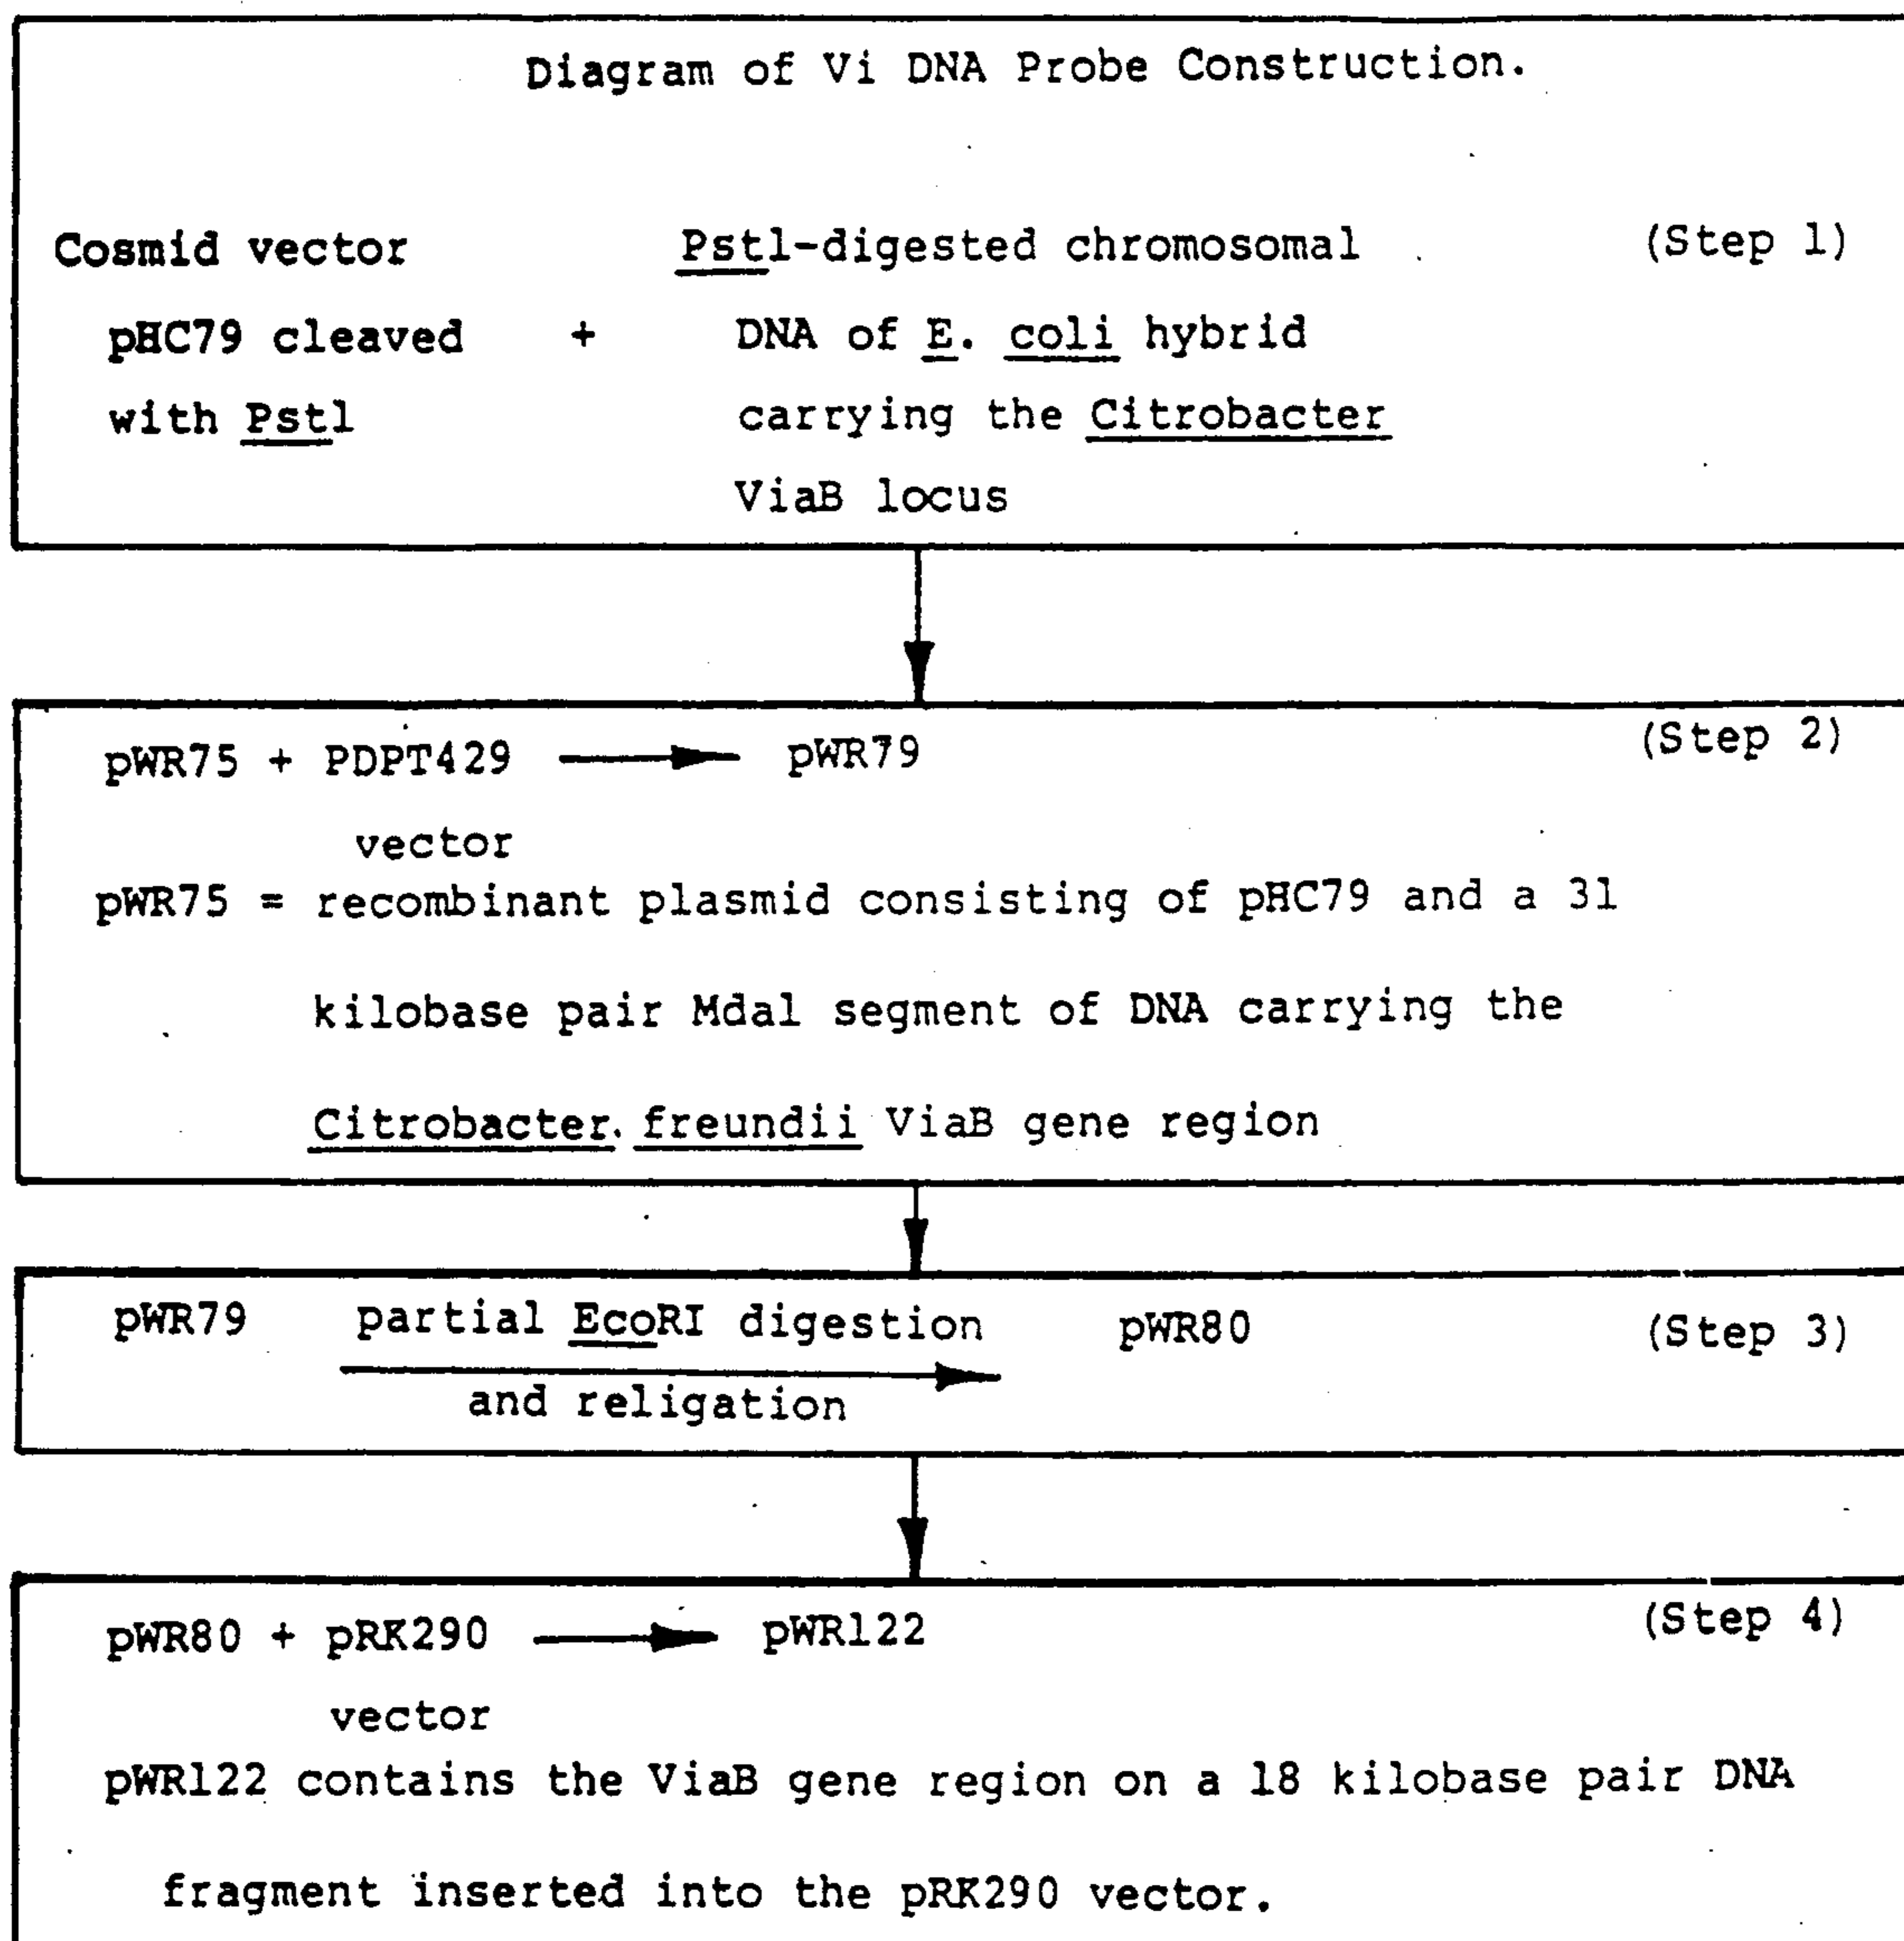 Diagram of Vi DNA Probe Construction.
Cosmid vector PstI-digested chromosomal (Step 1)
pHC79 cleaved + DNA of E. coli hybrid
with PstI carrying the Citrobacter
ViaB locus
pWR75 + PDPT429 pWR79 (Step 2)
vector
pWR75 = recombinant plasmid consisting of pHC79 and a 31
kilobase pair MdaI segment of DNA carrying the
Citrobacter freundii ViaB gene region
pWR79 partial EcoRI digestion pWR80 (Step 3)
and religation
pWR80 + pRK290 pWR122 (Step 4)
vector
pWR122 contains the ViaB gene region on a 18 kilobase pair DNA
fragment inserted into the pRK290 vector.